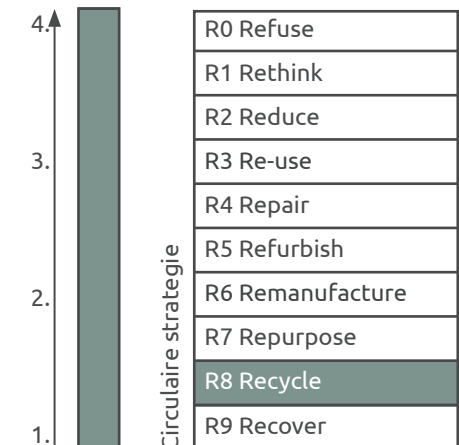 4.
3.
2.
1.
Circulaire strategie
R0 Refuse
R1 Rethink
R2 Reduce
R3 Re-use
R4 Repair
R5 Refurbish
R6 Remanufacture
R7 Repurpose
R8 Recycle
R9 Recover